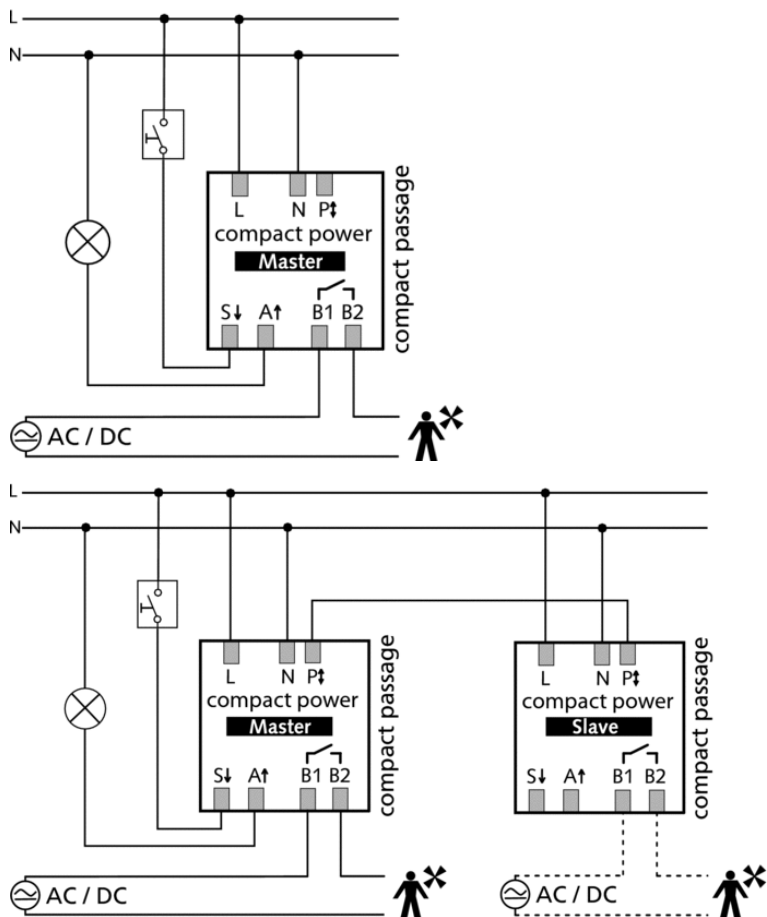 L
N
L N P↕
compact power
Master
S↓ A↑ B1 B2
compact passage
AC / DC
L
N
L N P↕
compact power
Master
S↓ A↑ B1 B2
compact passage
L N P↕
compact power
Slave
S↓ A↑ B1 B2
compact passage
AC / DC
AC / DC